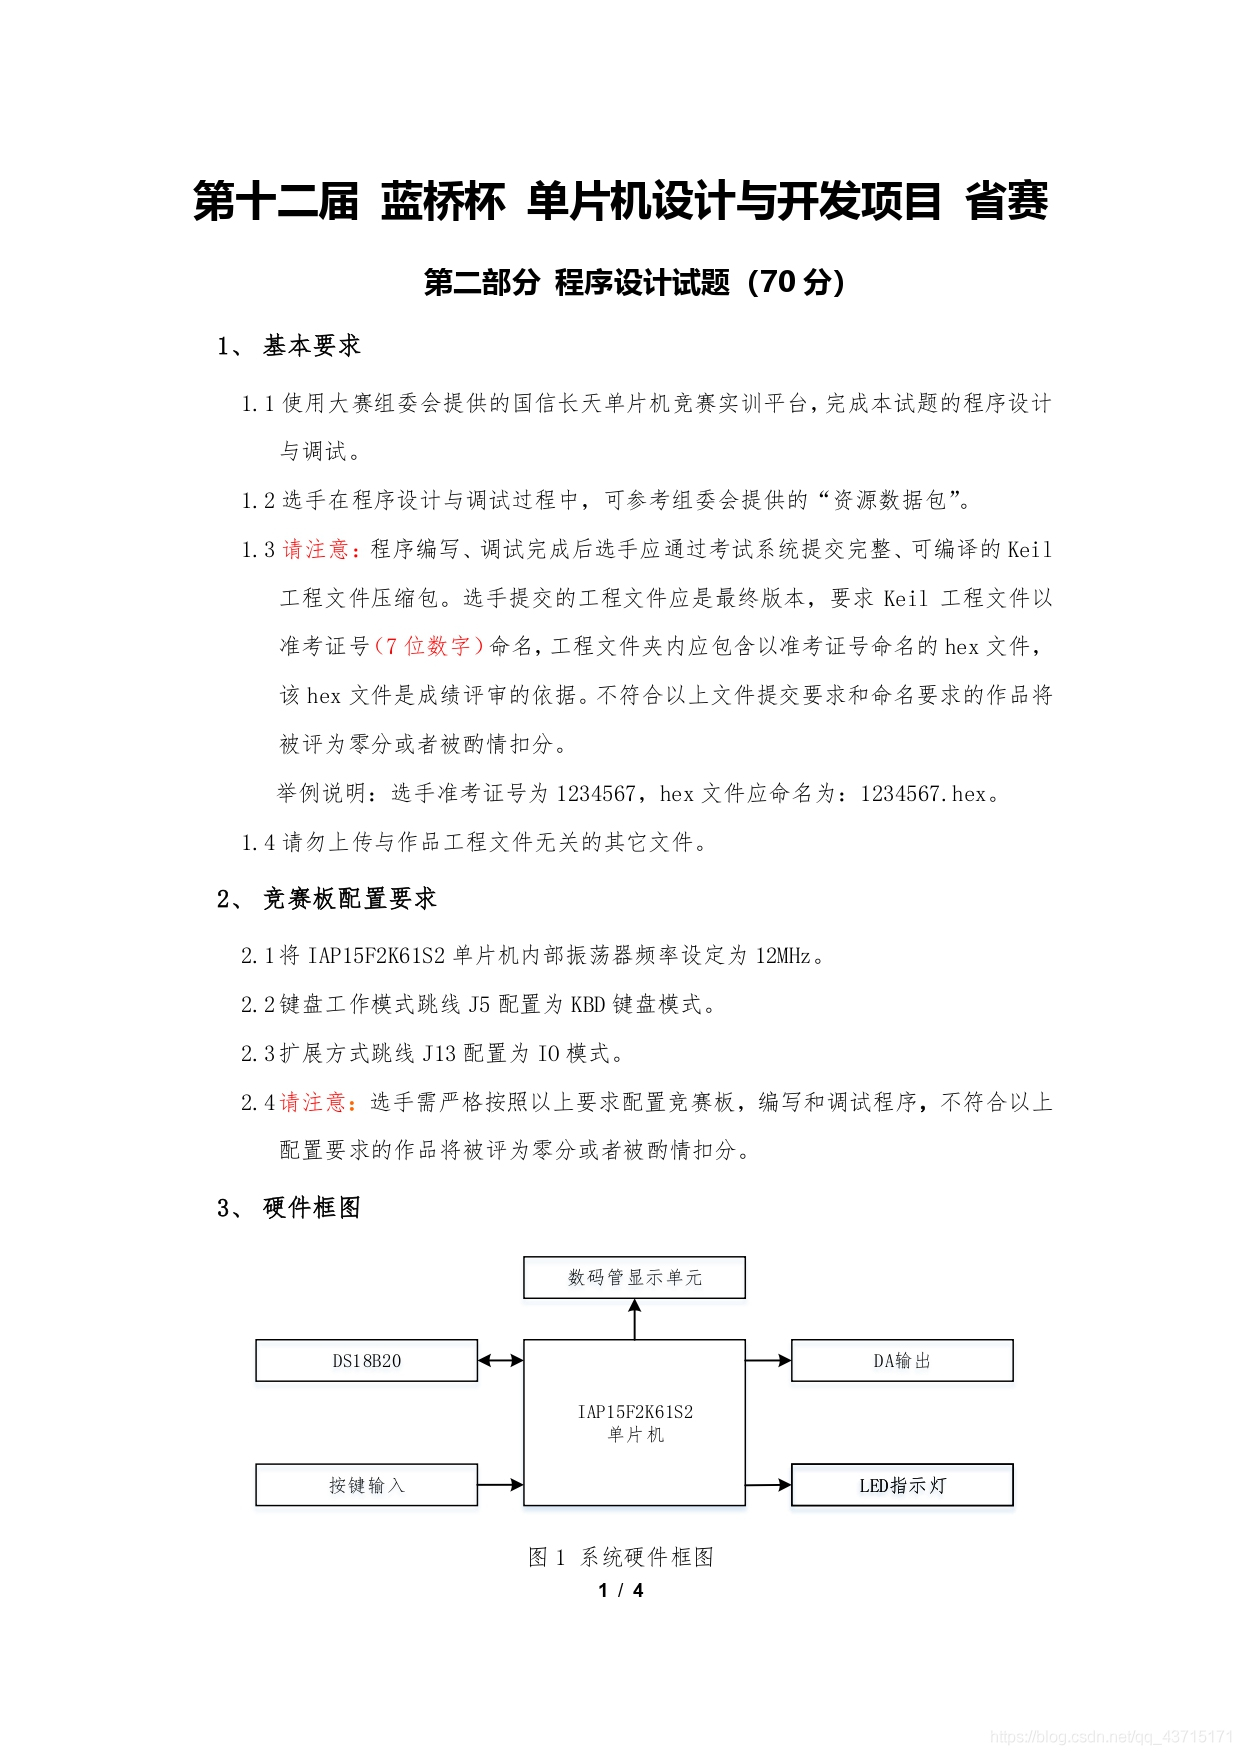 第十二届 蓝桥杯 单片机设计与开发项目 省赛
第二部分 程序设计试题（70分）
1、 基本要求
1.1 使用大赛组委会提供的国信长天单片机竞赛实训平台，完成本试题的程序设计
与调试。
1.2 选手在程序设计与调试过程中，可参考组委会提供的“资源数据包”。
1.3 请注意：程序编写、调试完成后选手应通过考试系统提交完整、可编译的 Keil
工程文件压缩包。选手提交的工程文件应是最终版本，要求 Keil 工程文件以
准考证号（7 位数字）命名，工程文件夹内应包含以准考证号命名的 hex 文件，
该 hex 文件是成绩评审的依据。不符合以上文件提交要求和命名要求的作品将
被评为零分或者被酌情扣分。
举例说明：选手准考证号为 1234567，hex 文件应命名为：1234567.hex。
1.4 请勿上传与作品工程文件无关的其它文件。
2、 竞赛板配置要求
2.1 将 IAP15F2K61S2 单片机内部振荡器频率设定为 12MHz。
2.2 键盘工作模式跳线 J5 配置为 KBD 键盘模式。
2.3 扩展方式跳线 J13 配置为 IO 模式。
2.4 请注意：选手需严格按照以上要求配置竞赛板，编写和调试程序，不符合以上
配置要求的作品将被评为零分或者被酌情扣分。
3、 硬件框图
数码管显示单元
DS18B20
DA输出
IAP15F2K61S2
单片机
按键输入
LED指示灯
图 1 系统硬件框图
1 / 4
https://blog.csdn.net/qq_43715171